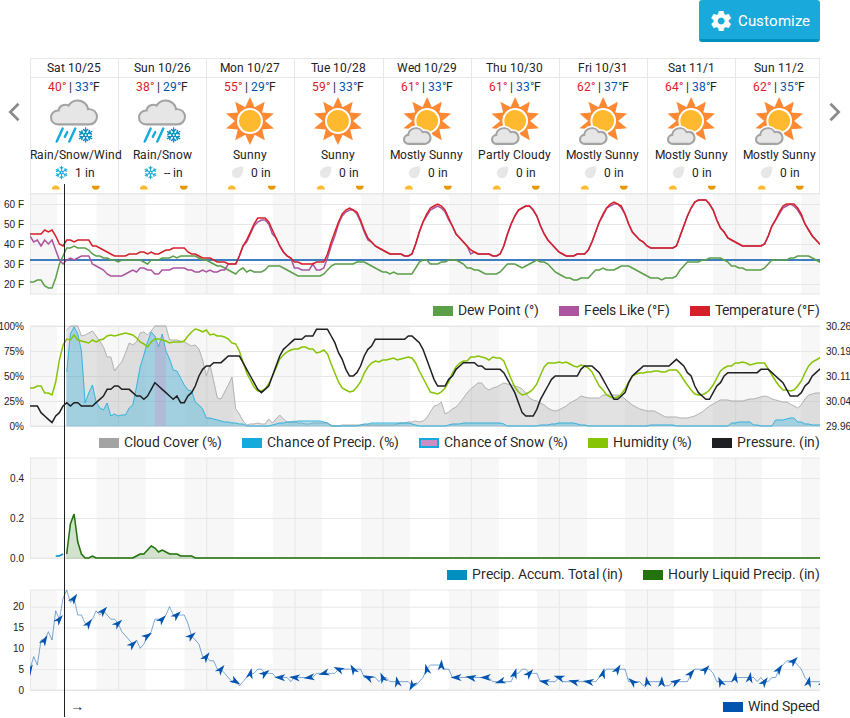 Customize
Sat 10/25 Sun 10/26 Mon 10/27 Tue 10/28 Wed 10/29 Thu 10/30 Fri 10/31 Sat 11/1 Sun 11/2
40° | 33°F 38° | 29°F 55° | 29°F 59° | 33°F 61° | 33°F 61° | 33°F 62° | 37°F 64° | 38°F 62° | 35°F
Rain/Snow/Wind Rain/Snow Sunny Sunny Mostly Sunny Partly Cloudy Mostly Sunny Mostly Sunny Mostly Sunny
1 in -- in 0 in 0 in 0 in 0 in 0 in 0 in 0 in
60 F
50 F
40 F
30 F
20 F
Dew Point (°) Feels Like (°F) Temperature (°F)
100% 30.26
75% 30.19
50% 30.11
25% 30.04
0% 29.96
Cloud Cover (%) Chance of Precip. (%) Chance of Snow (%) Humidity (%) Pressure. (in)
0.4
0.2
0.0
Precip. Accum. Total (in) Hourly Liquid Precip. (in)
20
15
10
5
0
→ Wind Speed